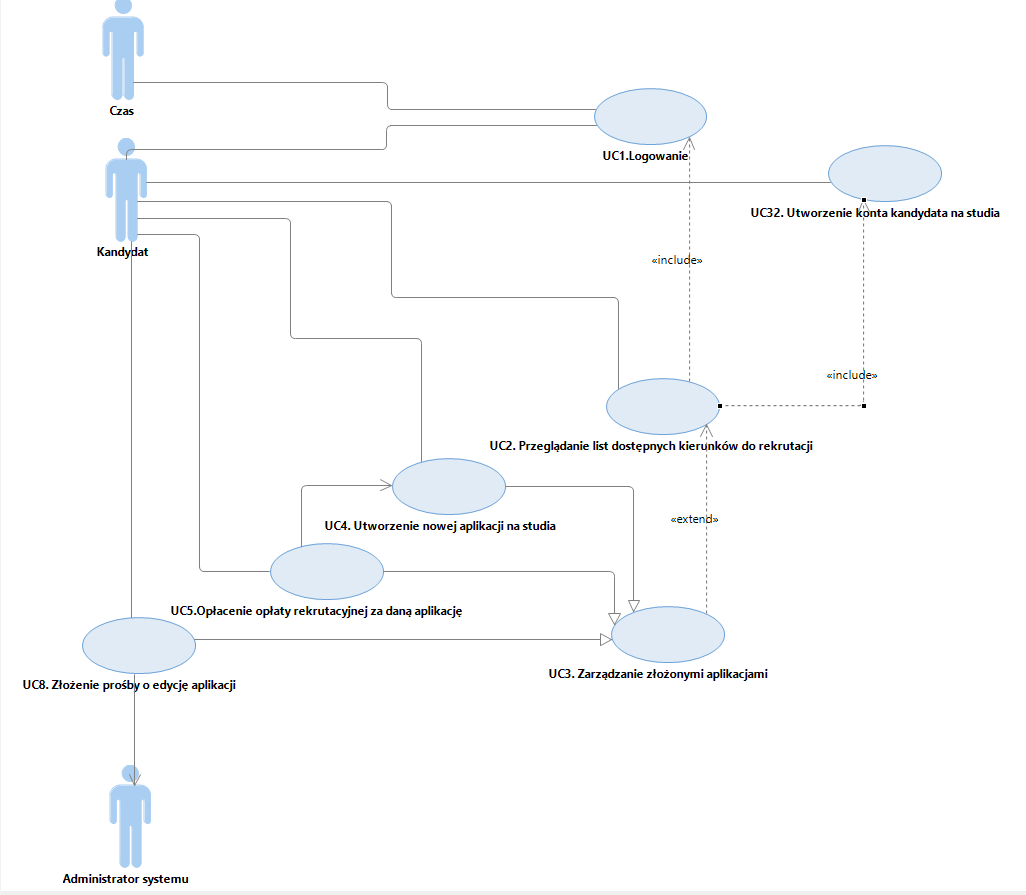 Czas
UC1.Logowanie
Kandydat
UC32. Utworzenie konta kandydata na studia
«include»
«include»
UC2. Przeglądanie list dostępnych kierunków do rekrutacji
«extend»
UC4. Utworzenie nowej aplikacji na studia
UC5.Opłacenie opłaty rekrutacyjnej za daną aplikację
UC3. Zarządzanie złożonymi aplikacjami
UC8. Złożenie prośby o edycję aplikacji
Administrator systemu